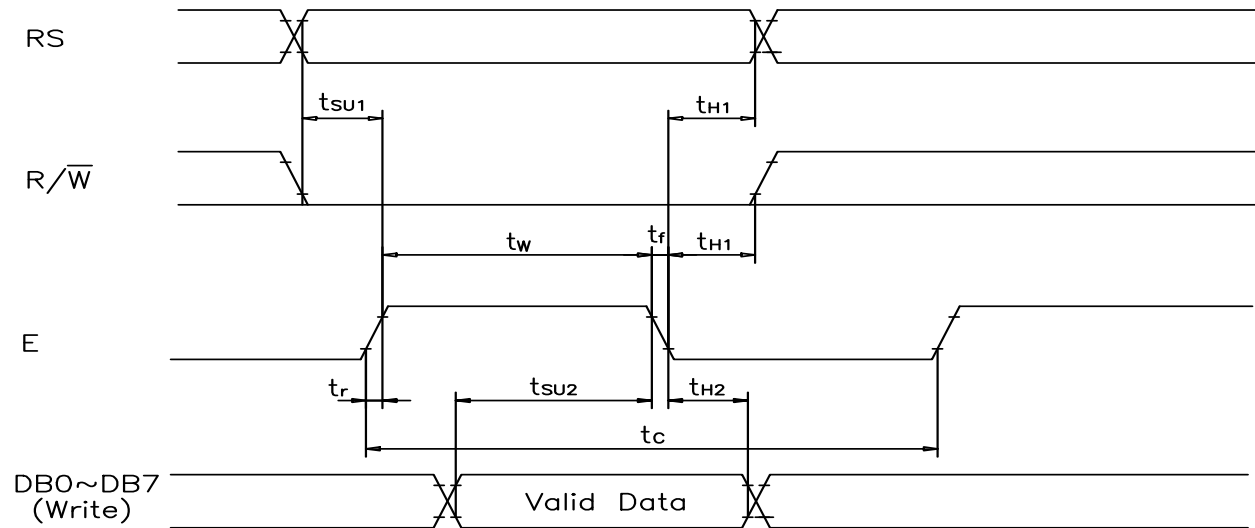 RS
tSU1
tH1
R/W̅
tW
tf
tH1
E
tr
tSU2
tH2
tC
DB0~DB7
(Write)
Valid Data